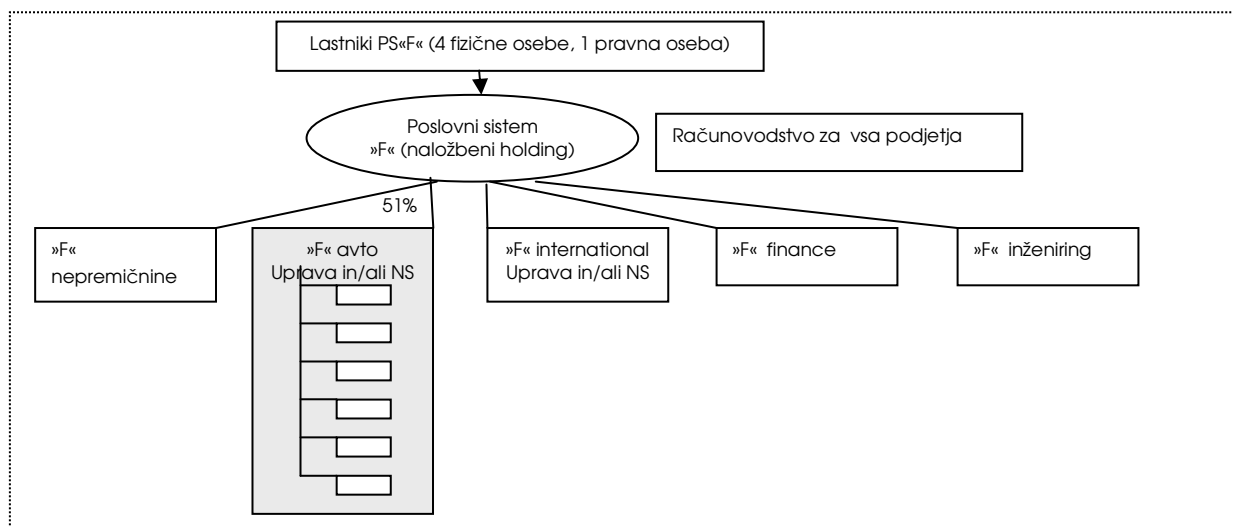 Lastniki PS«F« (4 fizične osebe, 1 pravna oseba)
Poslovni sistem
»F« (naložbeni holding)
Računovodstvo za vsa podjetja
51%
»F«
nepremičnine
»F« avto
Uprava in/ali NS
»F« international
Uprava in/ali NS
»F« finance
»F« inženiring